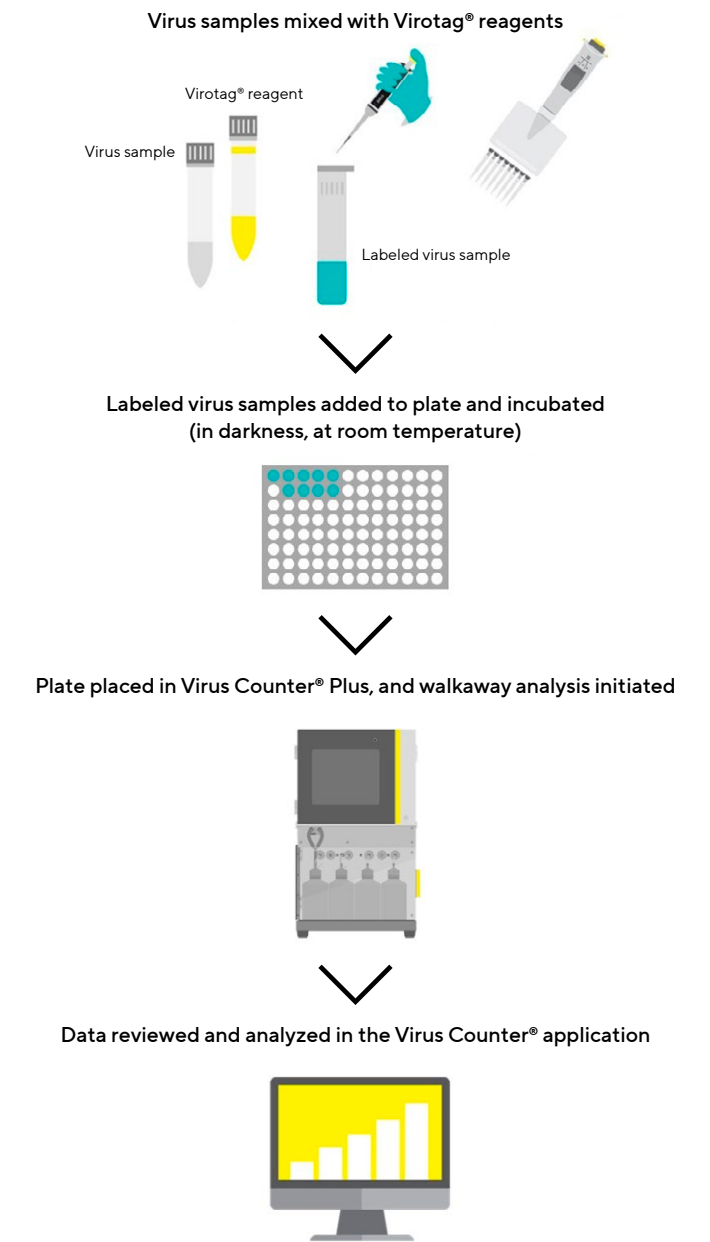 Virus samples mixed with Virotag® reagents
Virotag® reagent
Virus sample
Labeled virus sample
Labeled virus samples added to plate and incubated
(in darkness, at room temperature)
Plate placed in Virus Counter® Plus, and walkaway analysis initiated
Data reviewed and analyzed in the Virus Counter® application